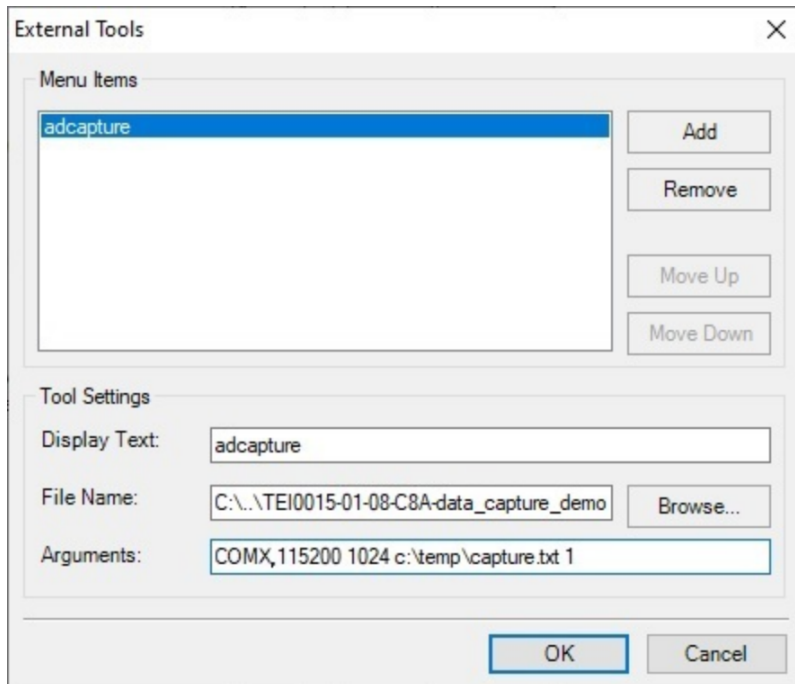 External Tools
Menu Items
adcapture
Add
Remove
Move Up
Move Down
Tool Settings
Display Text: adcapture
File Name: C:\..\TEI0015-01-08-C8A-data_capture_demo Browse...
Arguments: COMX,115200 1024 c:\temp\capture.txt 1
OK Cancel